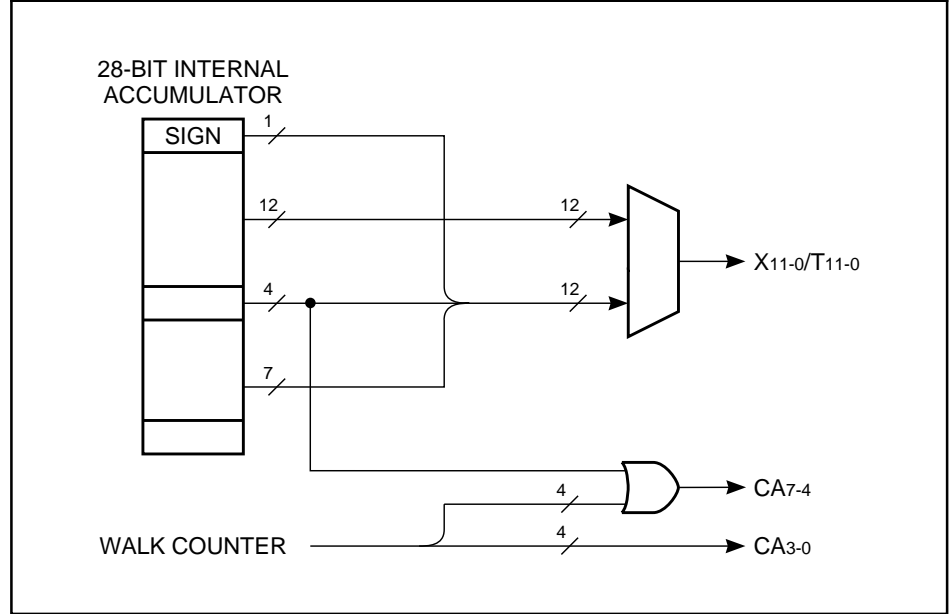 28-BIT INTERNAL
ACCUMULATOR
SIGN
1
12
12
X11-0/T11-0
4
12
7
4
CA7-4
WALK COUNTER
4
CA3-0